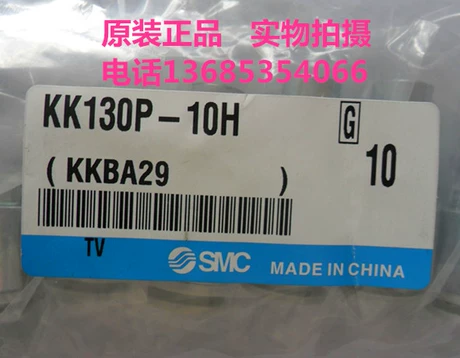 原装正品 实物拍摄
电话13685354066
KK130P-10H
G
(KKBA29 )
10
TV
SMC MADE IN CHINA